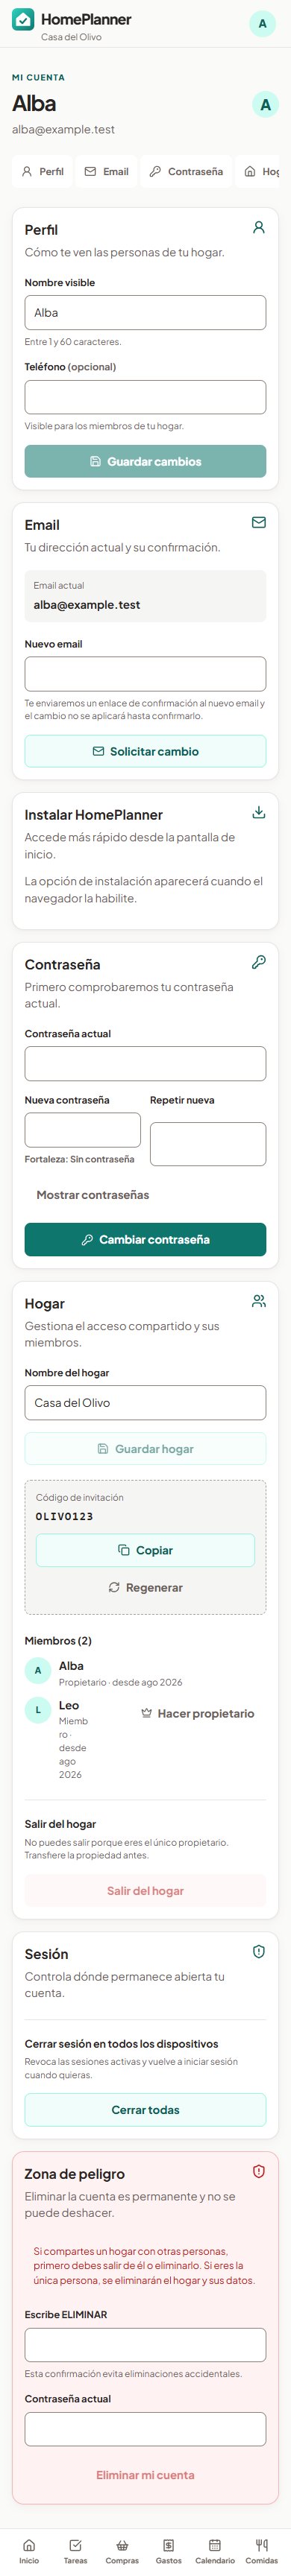 HomePlanner
Casa del Olivo
A
MI CUENTA
Alba
A
alba@example.test
Perfil
Email
Contraseña
Perfil
Cómo te ven las personas de tu hogar.
Nombre visible
Alba
Entre 1 y 60 caracteres.
Teléfono (opcional)
Visible para los miembros de tu hogar.
Guardar cambios
Email
Tu dirección actual y su confirmación.
Email actual
alba@example.test
Nuevo email
Te enviaremos un enlace de confirmación al nuevo email y
el cambio no se aplicará hasta confirmarlo.
Solicitar cambio
Instalar HomePlanner
Accede más rápido desde la pantalla de
inicio.
La opción de instalación aparecerá cuando el
navegador la habilite.
Contraseña
Primero comprobaremos tu contraseña
actual.
Contraseña actual
Nueva contraseña
Repetir nueva
Fortaleza: Sin contraseña
Mostrar contraseñas
Cambiar contraseña
Hogar
Gestiona el acceso compartido y sus
miembros.
Nombre del hogar
Casa del Olivo
Guardar hogar
Código de invitación
OLIVO123
Copiar
Regenerar
Miembros (2)
A
Alba
Propietario · desde ago 2026
L
Leo
Miemb
ro ·
desde
ago
2026
Hacer propietario
Salir del hogar
No puedes salir porque eres el único propietario.
Transfiere la propiedad antes.
Salir del hogar
Sesión
Controla dónde permanece abierta tu
cuenta.
Cerrar sesión en todos los dispositivos
Revoca las sesiones activas y vuelve a iniciar sesión
cuando quieras.
Cerrar todas
Zona de peligro
Eliminar la cuenta es permanente y no se
puede deshacer.
Si compartes un hogar con otras personas,
primero debes salir de él o eliminarlo. Si eres la
única persona, se eliminarán el hogar y sus datos.
Escribe ELIMINAR
Esta confirmación evita eliminaciones accidentales.
Contraseña actual
Eliminar mi cuenta
Inicio
Tareas
Compras
Gastos
Calendario
Comidas